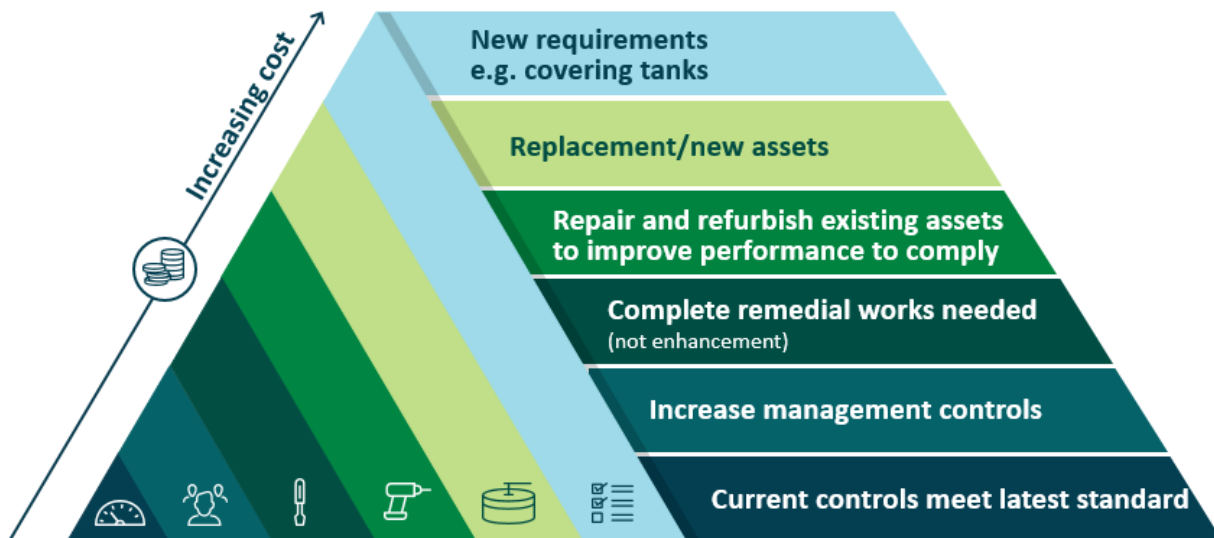 Increasing cost
New requirements
e.g. covering tanks
Replacement/new assets
Repair and refurbish existing assets
to improve performance to comply
Complete remedial works needed
(not enhancement)
Increase management controls
Current controls meet latest standard